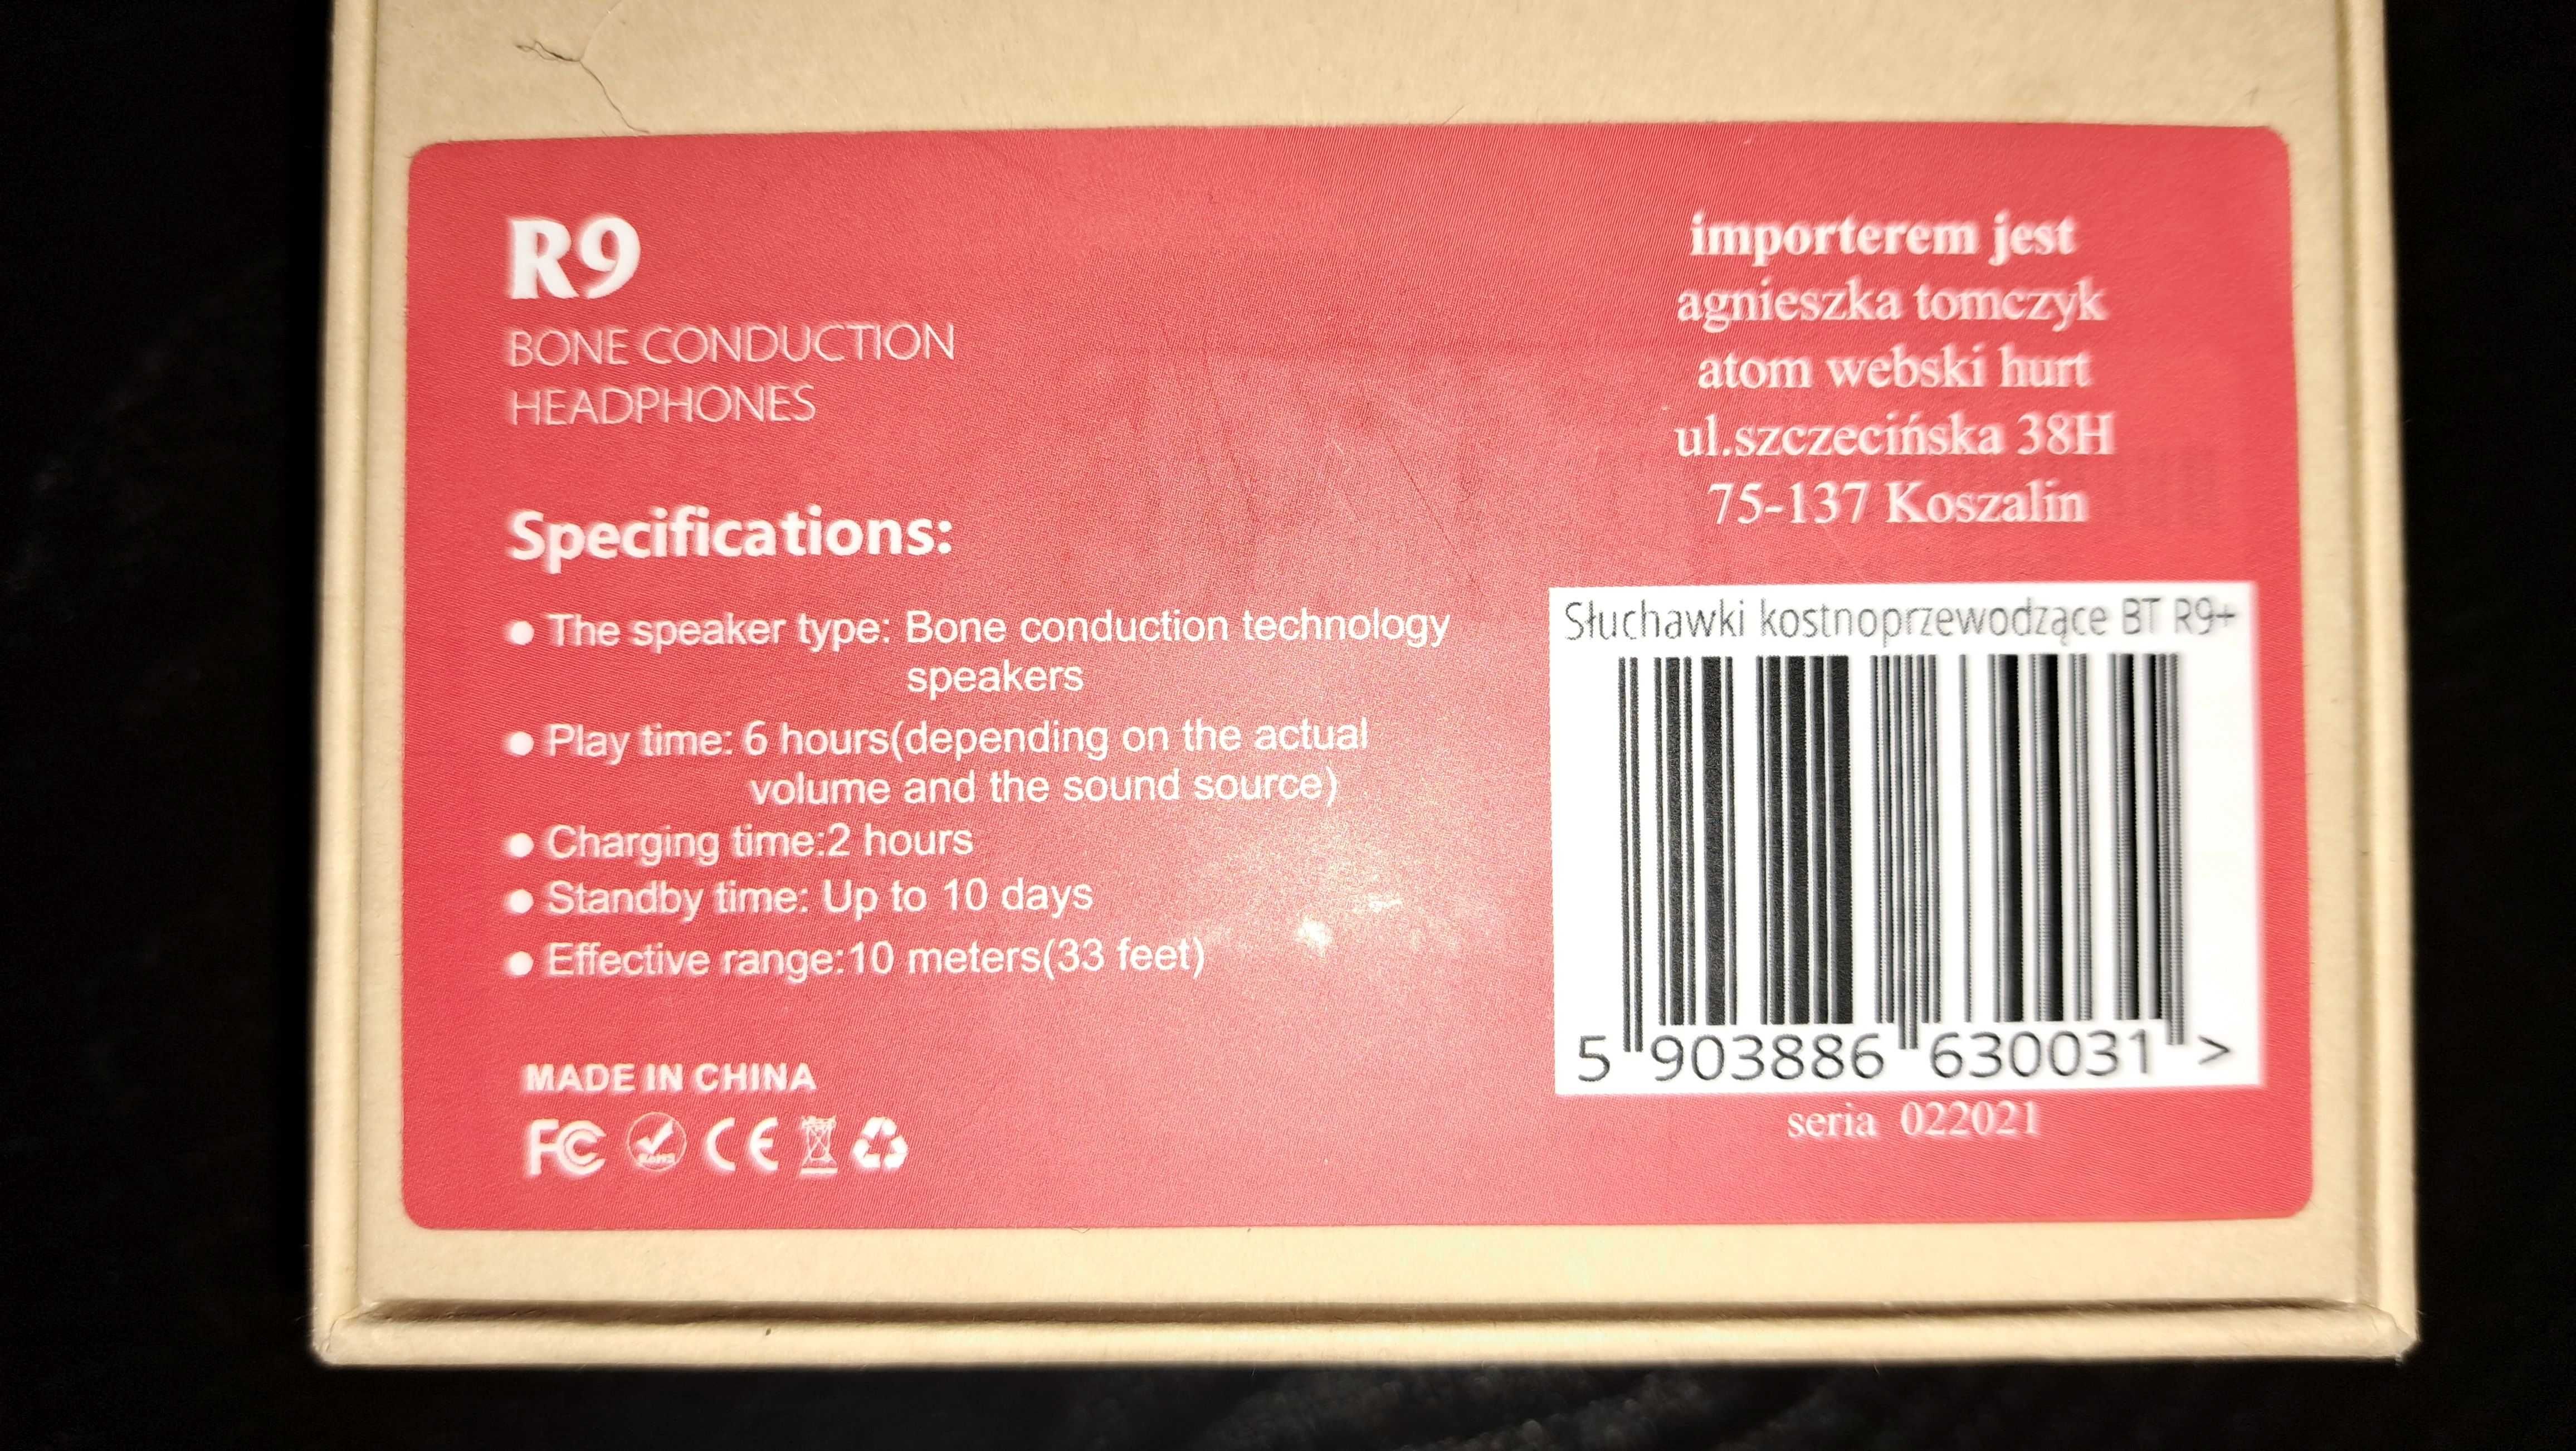 R9
BONE CONDUCTION
HEADPHONES
Specifications:
● The speaker type: Bone conduction technology
speakers
● Play time: 6 hours(depending on the actual
volume and the sound source)
● Charging time:2 hours
● Standby time: Up to 10 days
● Effective range:10 meters(33 feet)
MADE IN CHINA
FC RoHS CE
importerem jest
agnieszka tomczyk
atom webski hurt
ul.szczecińska 38H
75-137 Koszalin
Słuchawki kostnoprzewodzące BT R9+
5 903886 630031 >
seria 022021